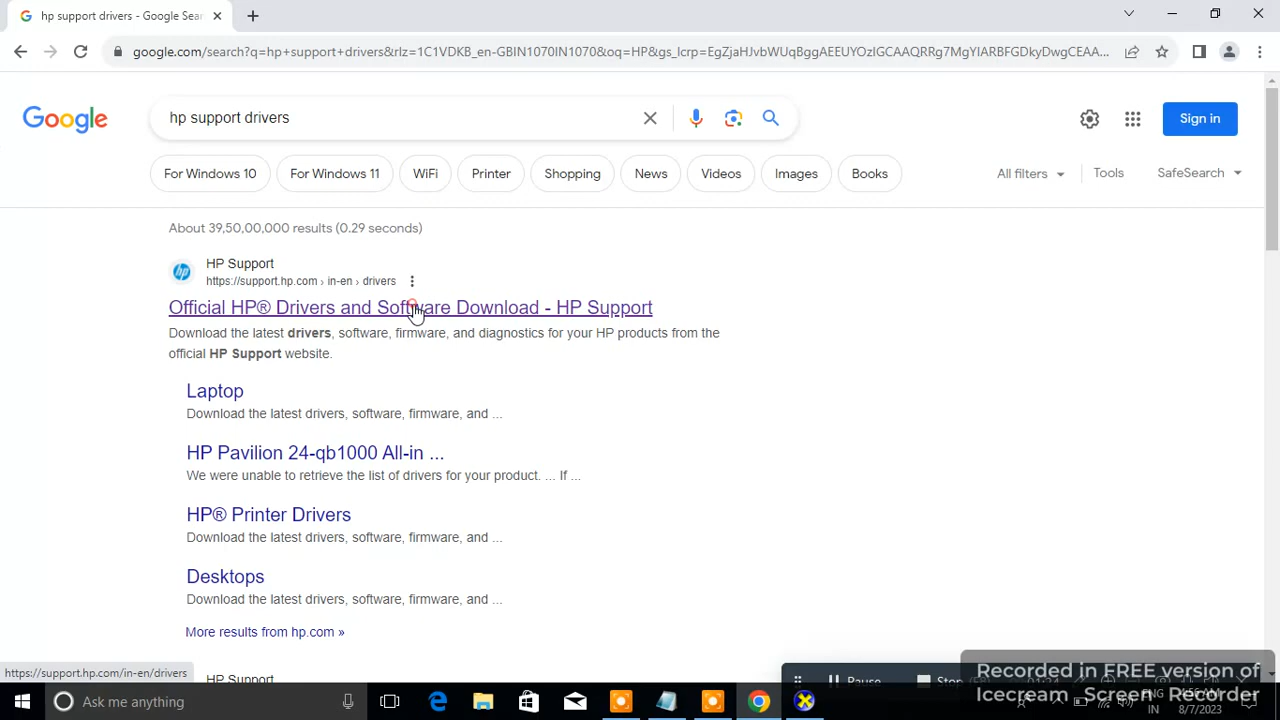 hp support drivers - Google Sear
google.com/search?q=hp+support+drivers&rlz=1C1VDKB_en-GBIN1070IN1070&oq=HP&gs_lcrp=EgZjaHJvbWUqBggAEEUYOzIGCAAQRRg7MgYIARBFGDkyDwgCEAA...
Google
hp support drivers
Sign in
For Windows 10
For Windows 11
WiFi
Printer
Shopping
News
Videos
Images
Books
All filters
Tools
SafeSearch
About 39,50,00,000 results (0.29 seconds)
hp
HP Support
https://support.hp.com › in-en › drivers
Official HP® Drivers and Software Download - HP Support
Download the latest drivers, software, firmware, and diagnostics for your HP products from the
official HP Support website.
Laptop
Download the latest drivers, software, firmware, and ...
HP Pavilion 24-qb1000 All-in ...
We were unable to retrieve the list of drivers for your product. ... If ...
HP® Printer Drivers
Download the latest drivers, software, firmware, and ...
Desktops
Download the latest drivers, software, firmware, and ...
More results from hp.com »
HP Support
https://support.hp.com/in-en/drivers
Pause
Stop (F8)
Recorded in FREE version of
Icecream Screen Recorder
Ask me anything
ENG
IN
8/7/2023